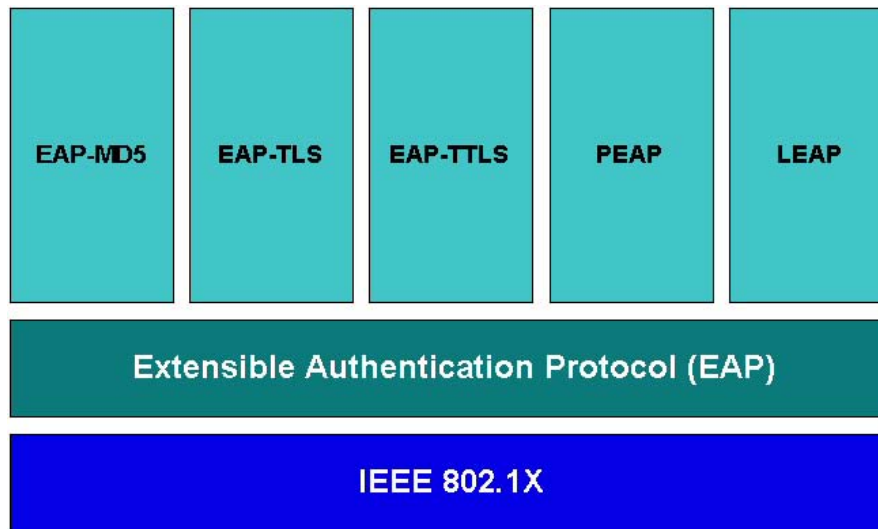 EAP-MD5
EAP-TLS
EAP-TTLS
PEAP
LEAP
Extensible Authentication Protocol (EAP)
IEEE 802.1X